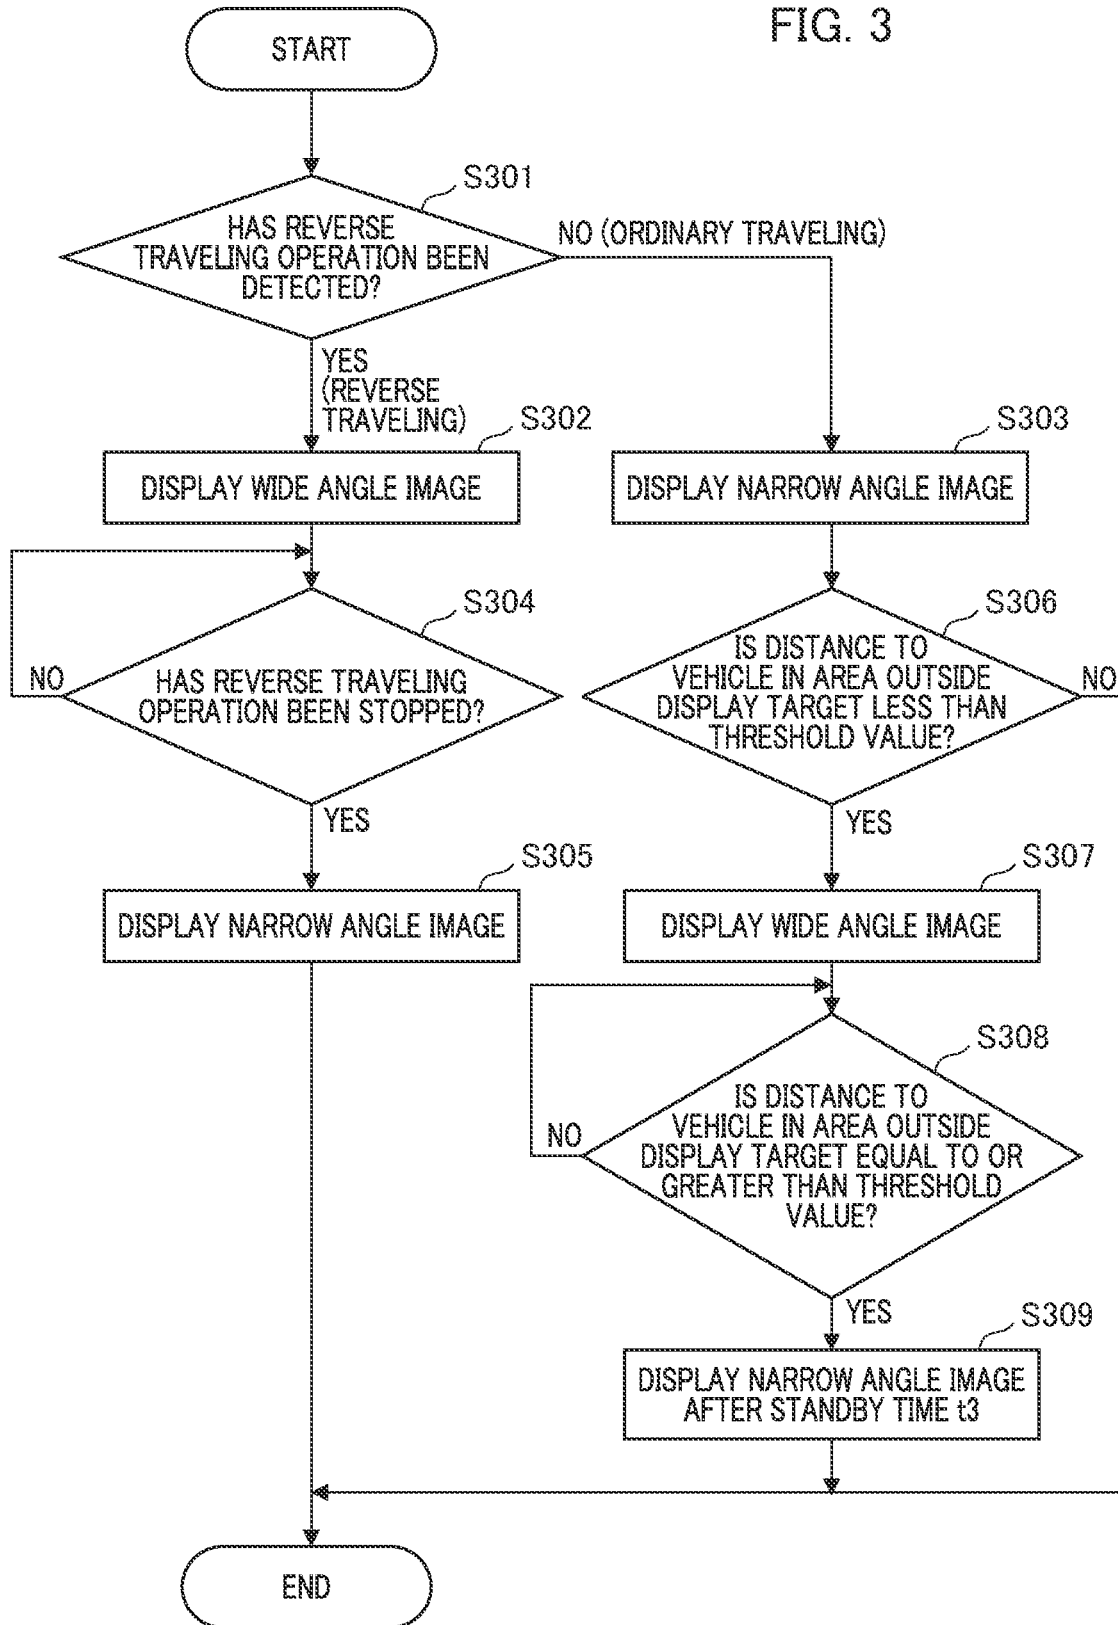 FIG. 3
START
S301
HAS REVERSE
TRAVELING OPERATION BEEN
DETECTED?
NO (ORDINARY TRAVELING)
YES
(REVERSE
TRAVELING)
S302
DISPLAY WIDE ANGLE IMAGE
S303
DISPLAY NARROW ANGLE IMAGE
S304
HAS REVERSE TRAVELING
OPERATION BEEN STOPPED?
NO
YES
S306
IS DISTANCE TO
VEHICLE IN AREA OUTSIDE
DISPLAY TARGET LESS THAN
THRESHOLD VALUE?
NO
YES
S305
DISPLAY NARROW ANGLE IMAGE
S307
DISPLAY WIDE ANGLE IMAGE
S308
IS DISTANCE TO
VEHICLE IN AREA OUTSIDE
DISPLAY TARGET EQUAL TO OR
GREATER THAN THRESHOLD
VALUE?
NO
YES
S309
DISPLAY NARROW ANGLE IMAGE
AFTER STANDBY TIME t3
END